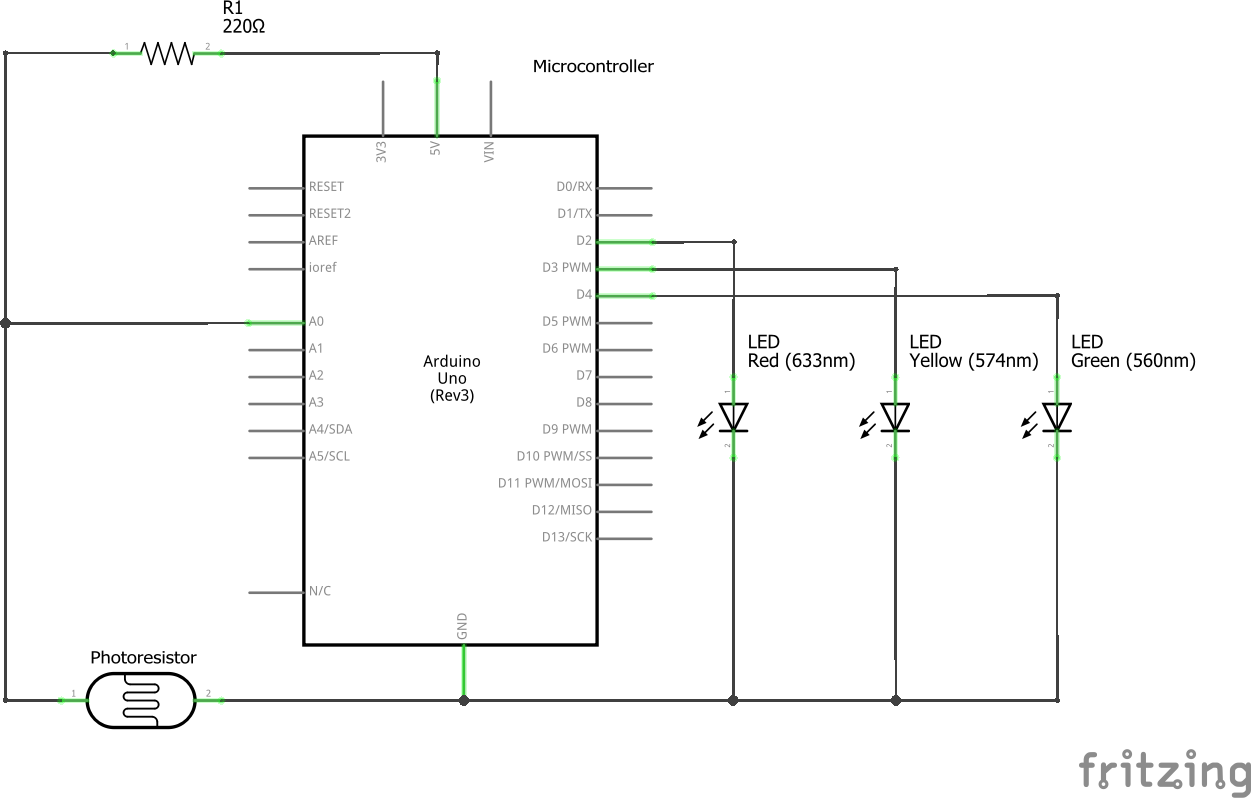 R1
220Ω
1
2
Microcontroller
3V3
5V
VIN
RESET
RESET2
AREF
ioref
A0
A1
A2
A3
A4/SDA
A5/SCL
N/C
Arduino
Uno
(Rev3)
D0/RX
D1/TX
D2
D3 PWM
D4
D5 PWM
D6 PWM
D7
D8
D9 PWM
D10 PWM/SS
D11 PWM/MOSI
D12/MISO
D13/SCK
GND
LED
Red (633nm)
1
2
LED
Yellow (574nm)
1
2
LED
Green (560nm)
1
2
Photoresistor
1
2
fritzing